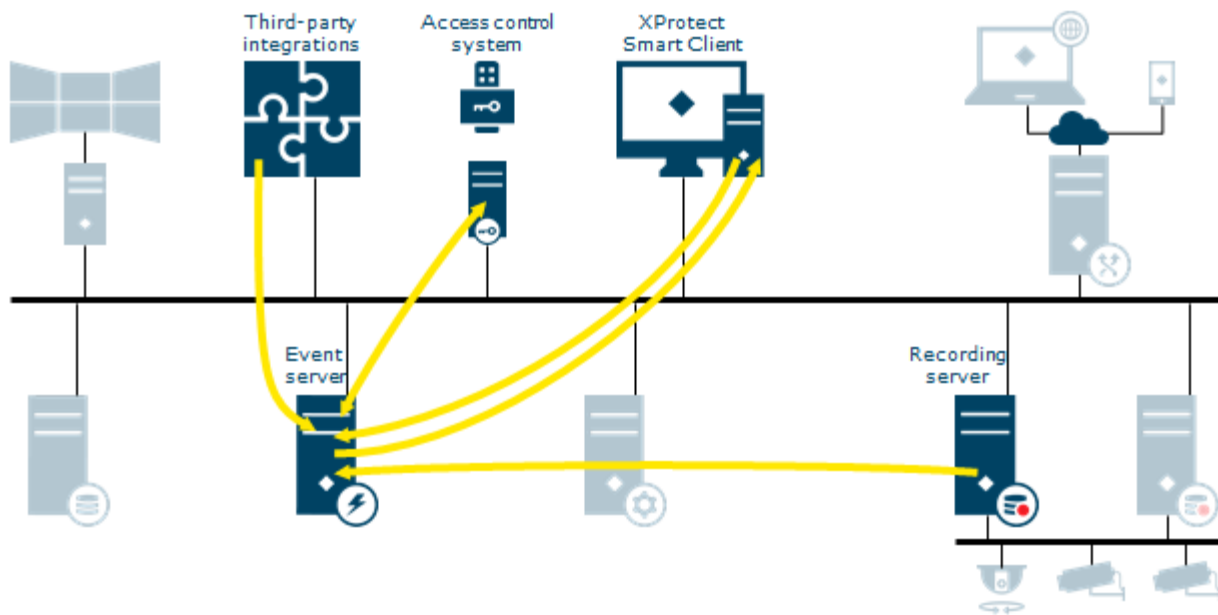 Third-party
integrations
Access control
system
XProtect
Smart Client
Event
server
Recording
server